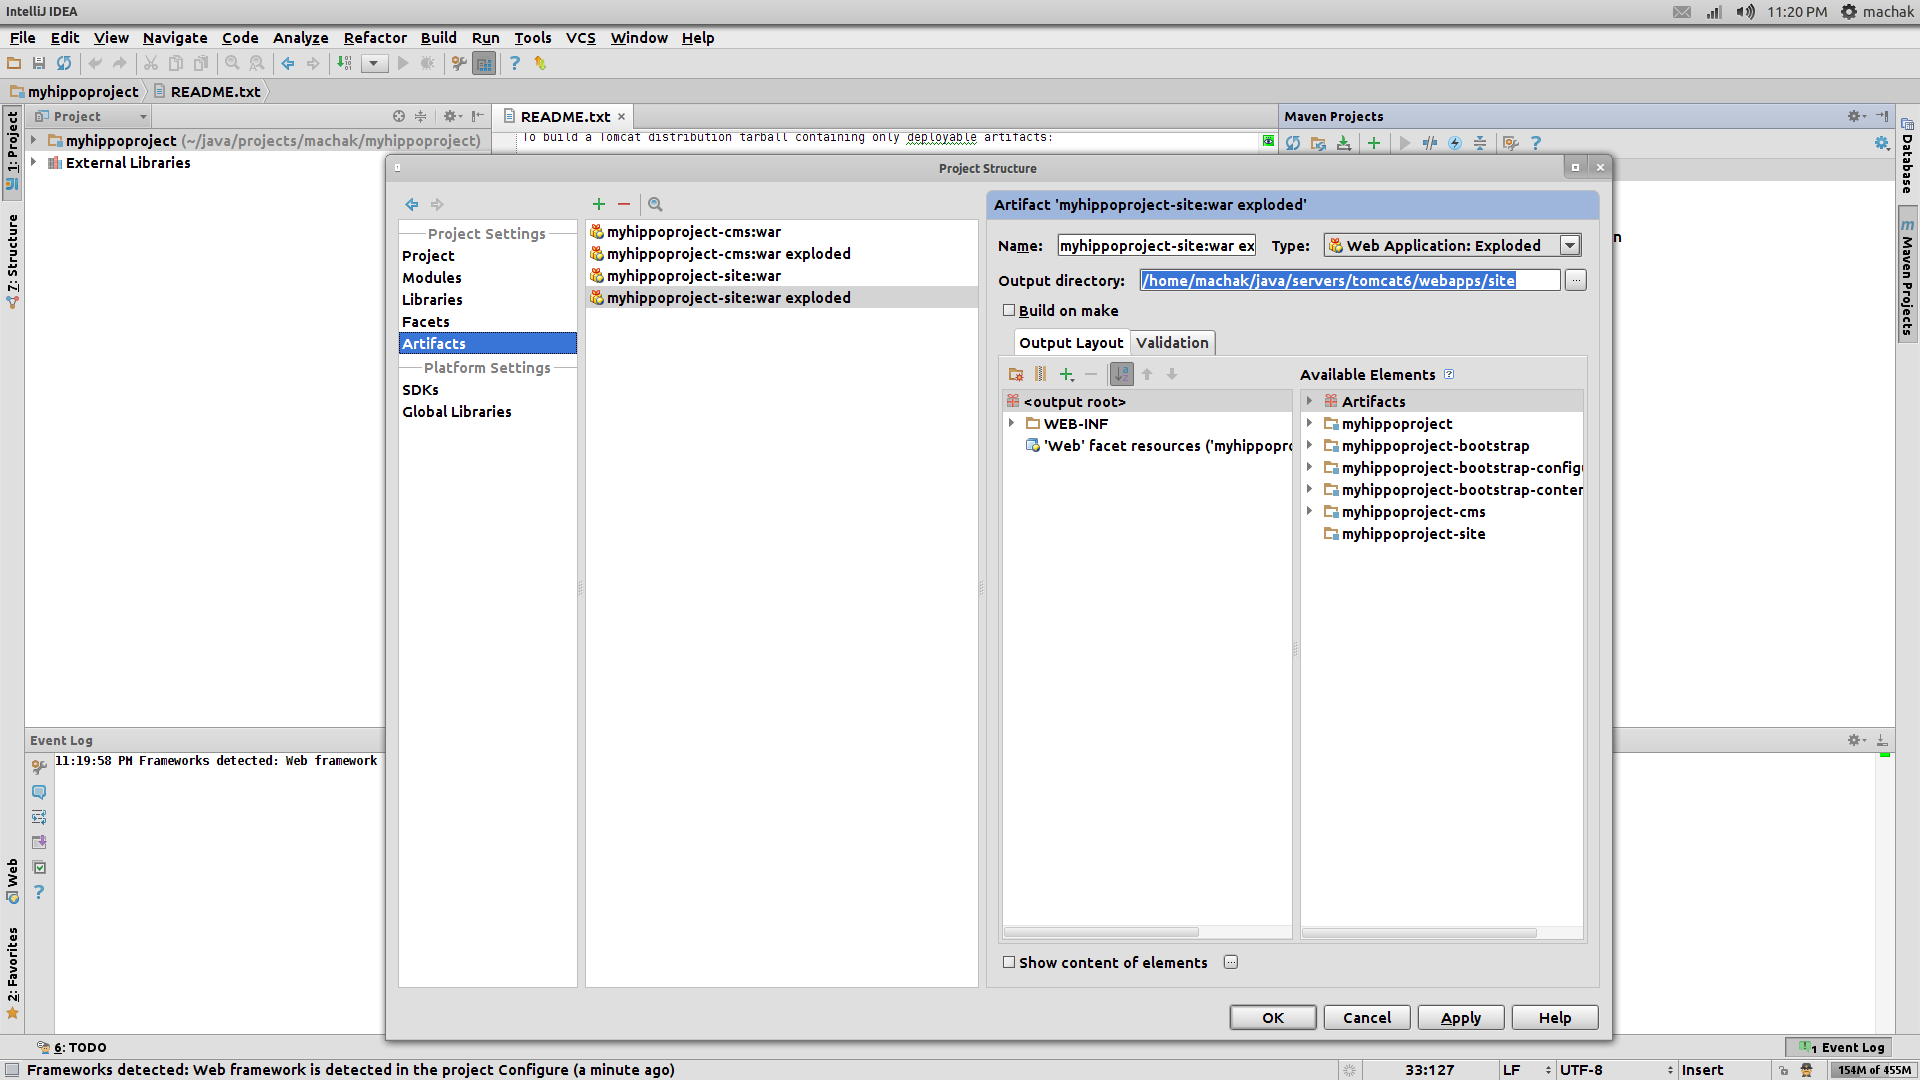 IntelliJ IDEA
11:20 PM machak
File Edit View Navigate Code Analyze Refactor Build Run Tools VCS Window Help
myhippoproject README.txt
Project
README.txt
Maven Projects
myhippoproject (~/java/projects/machak/myhippoproject)
External Libraries
To build a Tomcat distribution tarball containing only deployable artifacts:
1: Project
7: Structure
Web
2: Favorites
Database
Maven Projects
n
Project Structure
Project Settings
Project
Modules
Libraries
Facets
Artifacts
Platform Settings
SDKs
Global Libraries
myhippoproject-cms:war
myhippoproject-cms:war exploded
myhippoproject-site:war
myhippoproject-site:war exploded
Artifact 'myhippoproject-site:war exploded'
Name: myhippoproject-site:war ex Type: Web Application: Exploded
Output directory: /home/machak/java/servers/tomcat6/webapps/site
Build on make
Output Layout Validation
Available Elements
<output root>
WEB-INF
'Web' facet resources ('myhippopro
Artifacts
myhippoproject
myhippoproject-bootstrap
myhippoproject-bootstrap-configu
myhippoproject-bootstrap-conten
myhippoproject-cms
myhippoproject-site
Show content of elements
OK Cancel Apply Help
Event Log
11:19:58 PM Frameworks detected: Web framework
6: TODO
1 Event Log
Frameworks detected: Web framework is detected in the project Configure (a minute ago)
33:127 LF UTF-8 Insert 154M of 455M